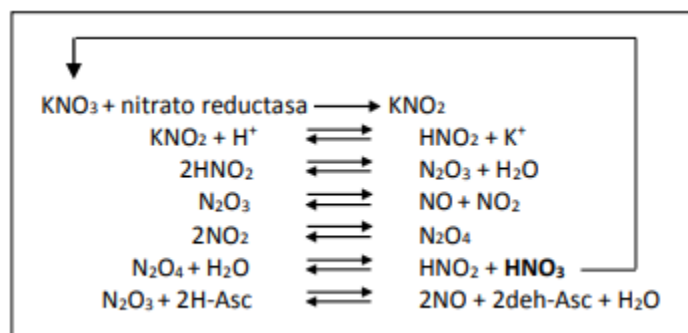 KNO₃ + nitrato reductasa ⟶ KNO₂
KNO₂ + H⁺ ⇌ HNO₂ + K⁺
2HNO₂ ⇌ N₂O₃ + H₂O
N₂O₃ ⇌ NO + NO₂
2NO₂ ⇌ N₂O₄
N₂O₄ + H₂O ⇌ HNO₂ + HNO₃
N₂O₃ + 2H-Asc ⇌ 2NO + 2deh-Asc + H₂O